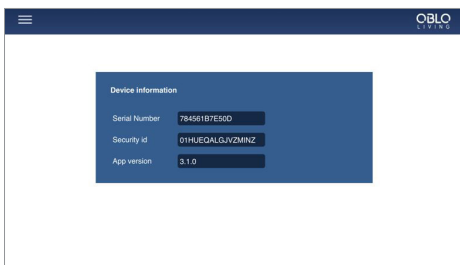 OBLO
LIVING
Device information
Serial Number 784561B7E50D
Security id 01HUEQALGJVZMINZ
App version 3.1.0